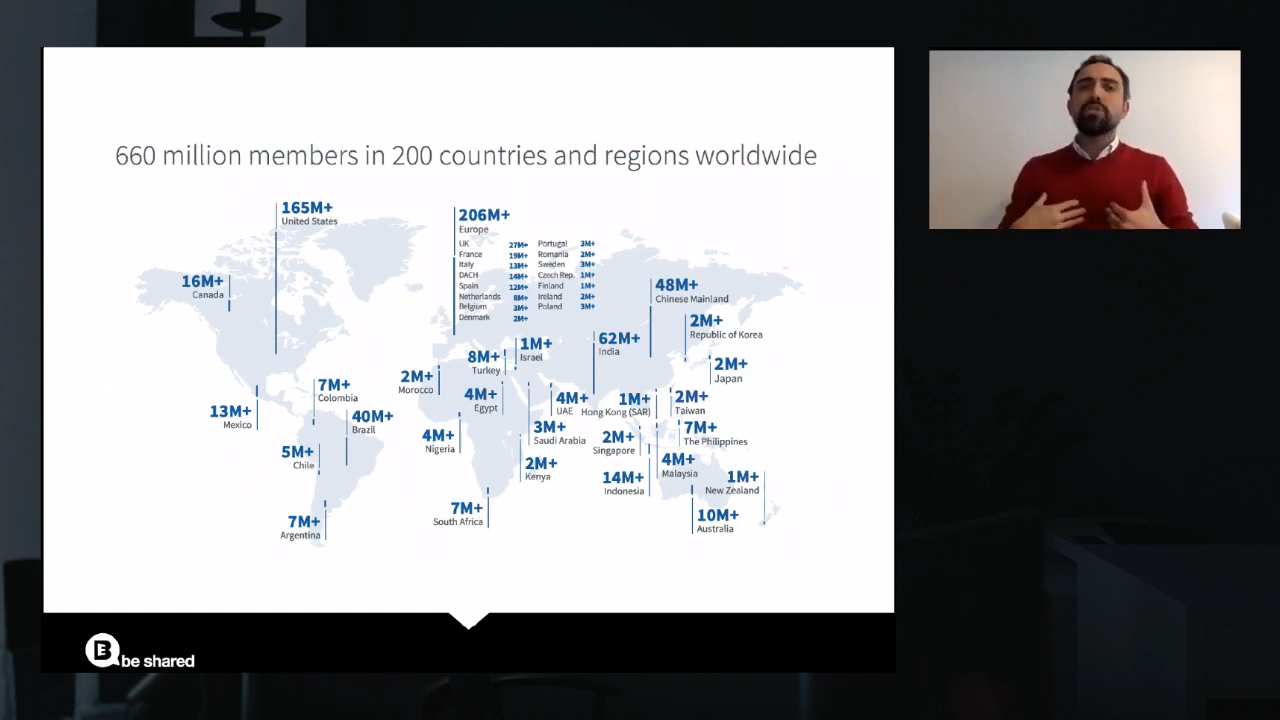 660 million members in 200 countries and regions worldwide
165M+
United States
206M+
Europe
UK 27M+ Portugal 3M+
France 19M+ Romania 2M+
Italy 13M+ Sweden 3M+
DACH 14M+ Czech Rep. 1M+
Spain 12M+ Finland 1M+
Netherlands 8M+ Ireland 2M+
Belgium 3M+ Poland 3M+
Denmark 2M+
16M+
Canada
48M+
Chinese Mainland
2M+
Republic of Korea
62M+
India
1M+
Israel
8M+
Turkey
2M+
Japan
2M+
Morocco
7M+
Colombia
4M+
Egypt
4M+
UAE
1M+
Hong Kong (SAR)
2M+
Taiwan
13M+
Mexico
40M+
Brazil
4M+
Nigeria
3M+
Saudi Arabia
2M+
Singapore
7M+
The Philippines
5M+
Chile
2M+
Kenya
4M+
Malaysia
14M+
Indonesia
1M+
New Zealand
7M+
Argentina
7M+
South Africa
10M+
Australia
B be shared